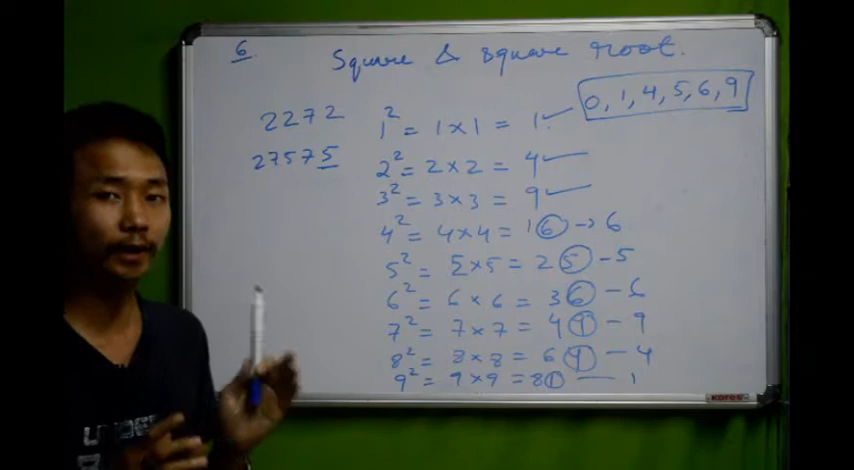 6 Square & square root.
0, 1, 4, 5, 6, 9
2272
27575
1² = 1 × 1 = 1
2² = 2 × 2 = 4
3² = 3 × 3 = 9
4² = 4 × 4 = 16 → 6
5² = 5 × 5 = 25 - 5
6² = 6 × 6 = 36 - 6
7² = 7 × 7 = 49 - 9
8² = 8 × 8 = 64 - 4
9² = 9 × 9 = 81 - 1
KORES